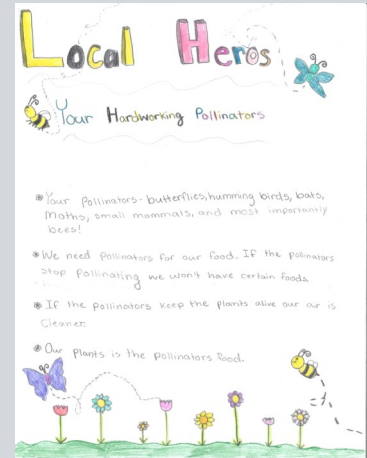 Local Heros
Your Hardworking Pollinators
Your Pollinators- butterflies, humming birds, bats,
Moths, small mammals, and most importantly
bees!
We need Pollinators for our food. If the pollinators
stop Pollinating we won't have certain foods.
If the Pollinators keep the plants alive our air is
Cleaner.
Our Plants is the Pollinators food.